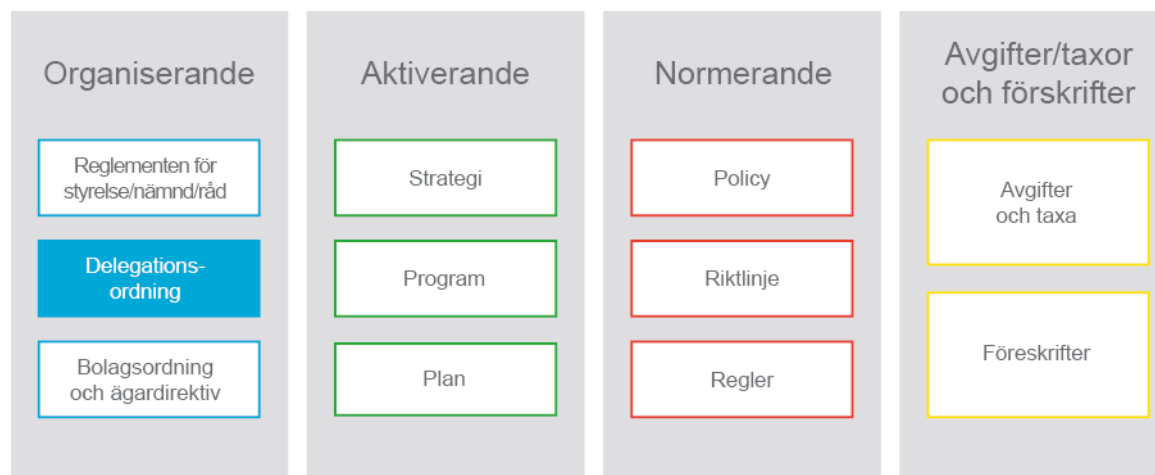 Organiserande
Reglementen för
styrelse/nämnd/råd
Delegations-
ordning
Bolagsordning
och ägardirektiv
Aktiverande
Strategi
Program
Plan
Normerande
Policy
Riktlinje
Regler
Avgifter/taxor
och förskrifter
Avgifter
och taxa
Föreskrifter